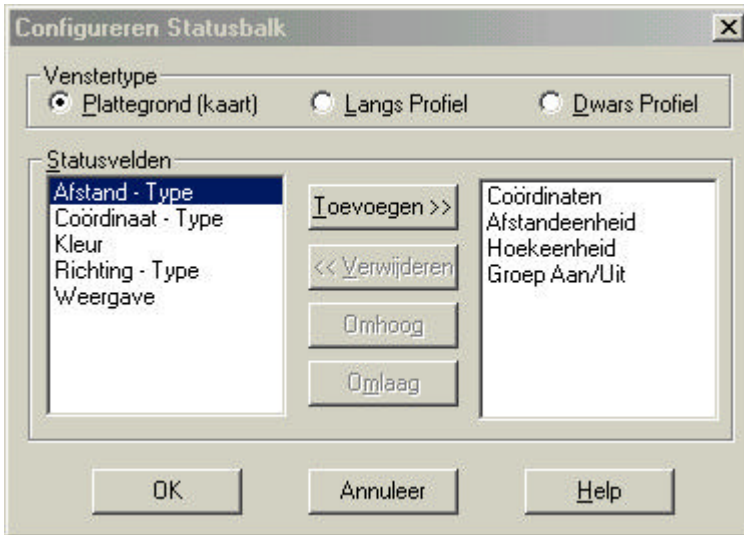 Configureren Statusbalk
Venstertype
Plattegrond (kaart) Langs Profiel Dwars Profiel
Statusvelden
Afstand - Type
Coördinaat - Type
Kleur
Richting - Type
Weergave
Toevoegen >>
<< Verwijderen
Omhoog
Omlaag
Coördinaten
Afstandeenheid
Hoekeenheid
Groep Aan/Uit
OK Annuleer Help